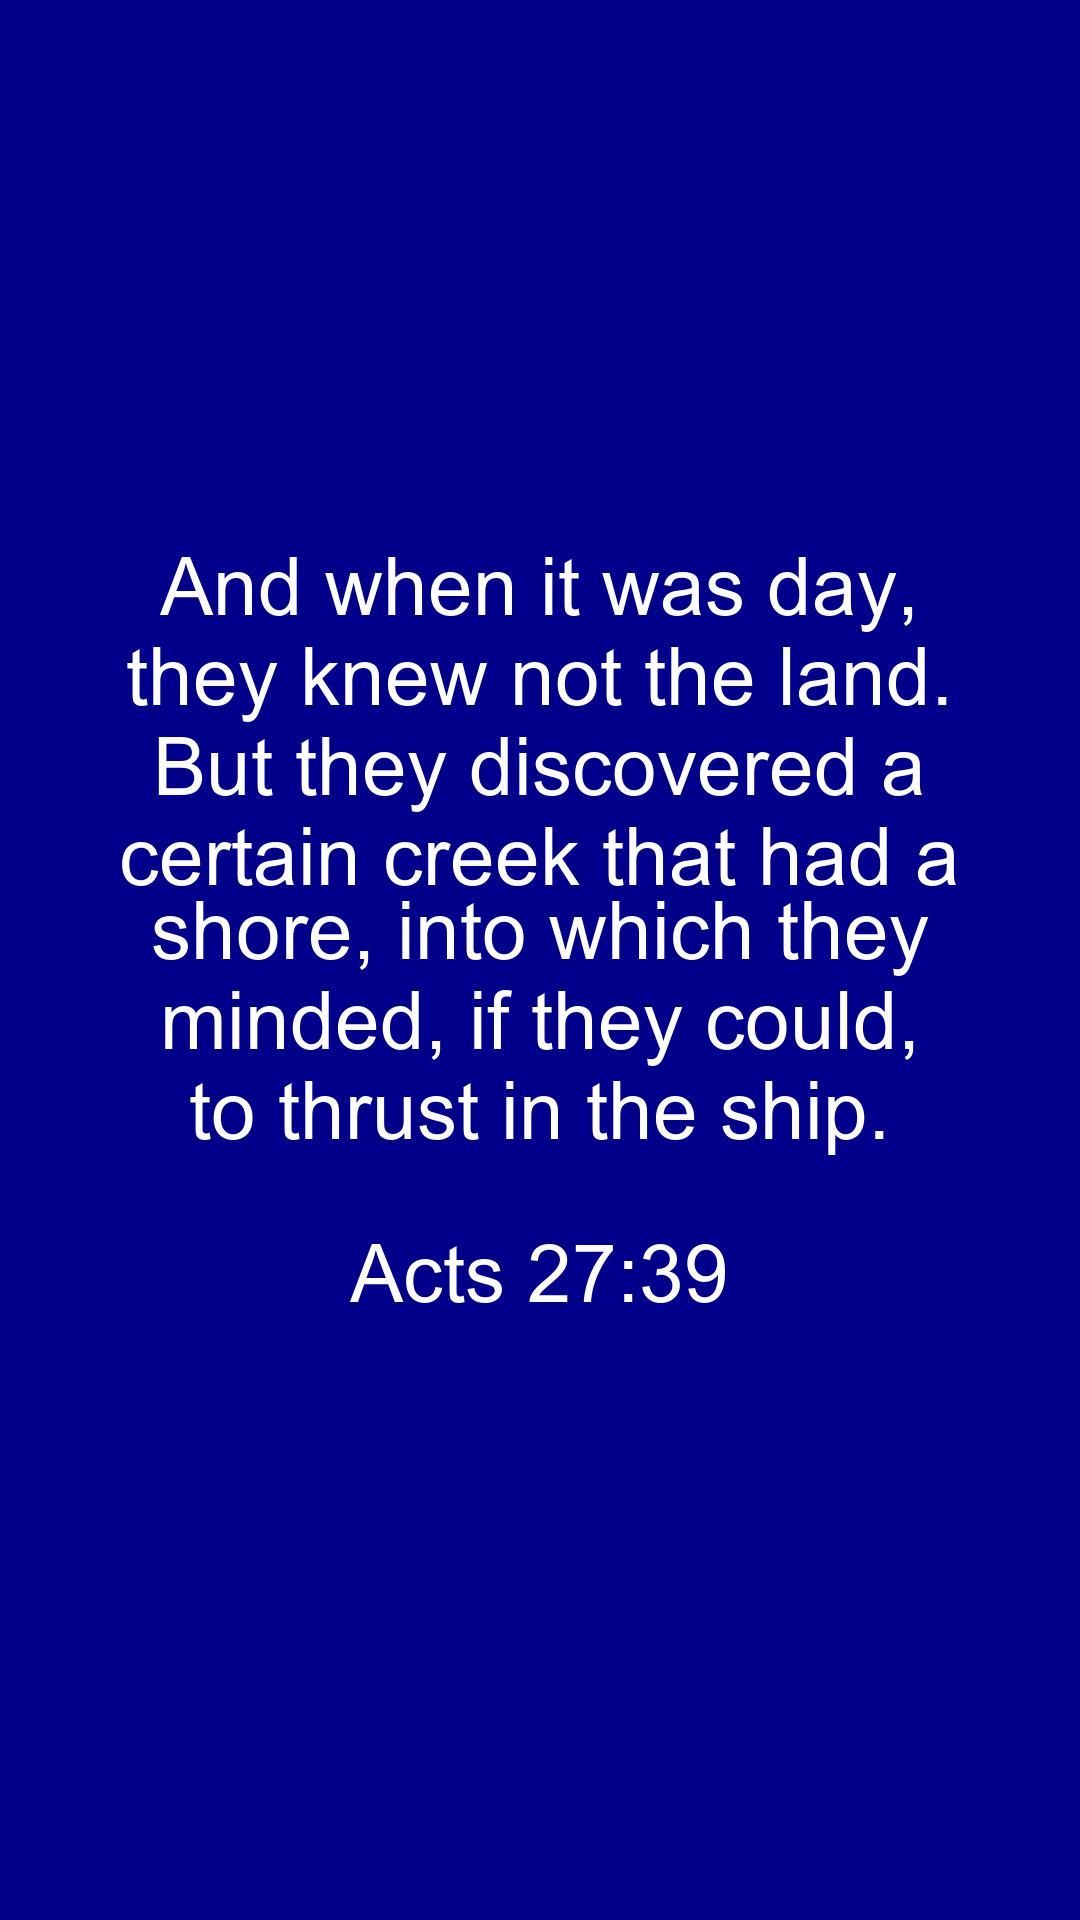 And when it was day,
they knew not the land.
But they discovered a
certain creek that had a
shore, into which they
minded, if they could,
to thrust in the ship.
Acts 27:39